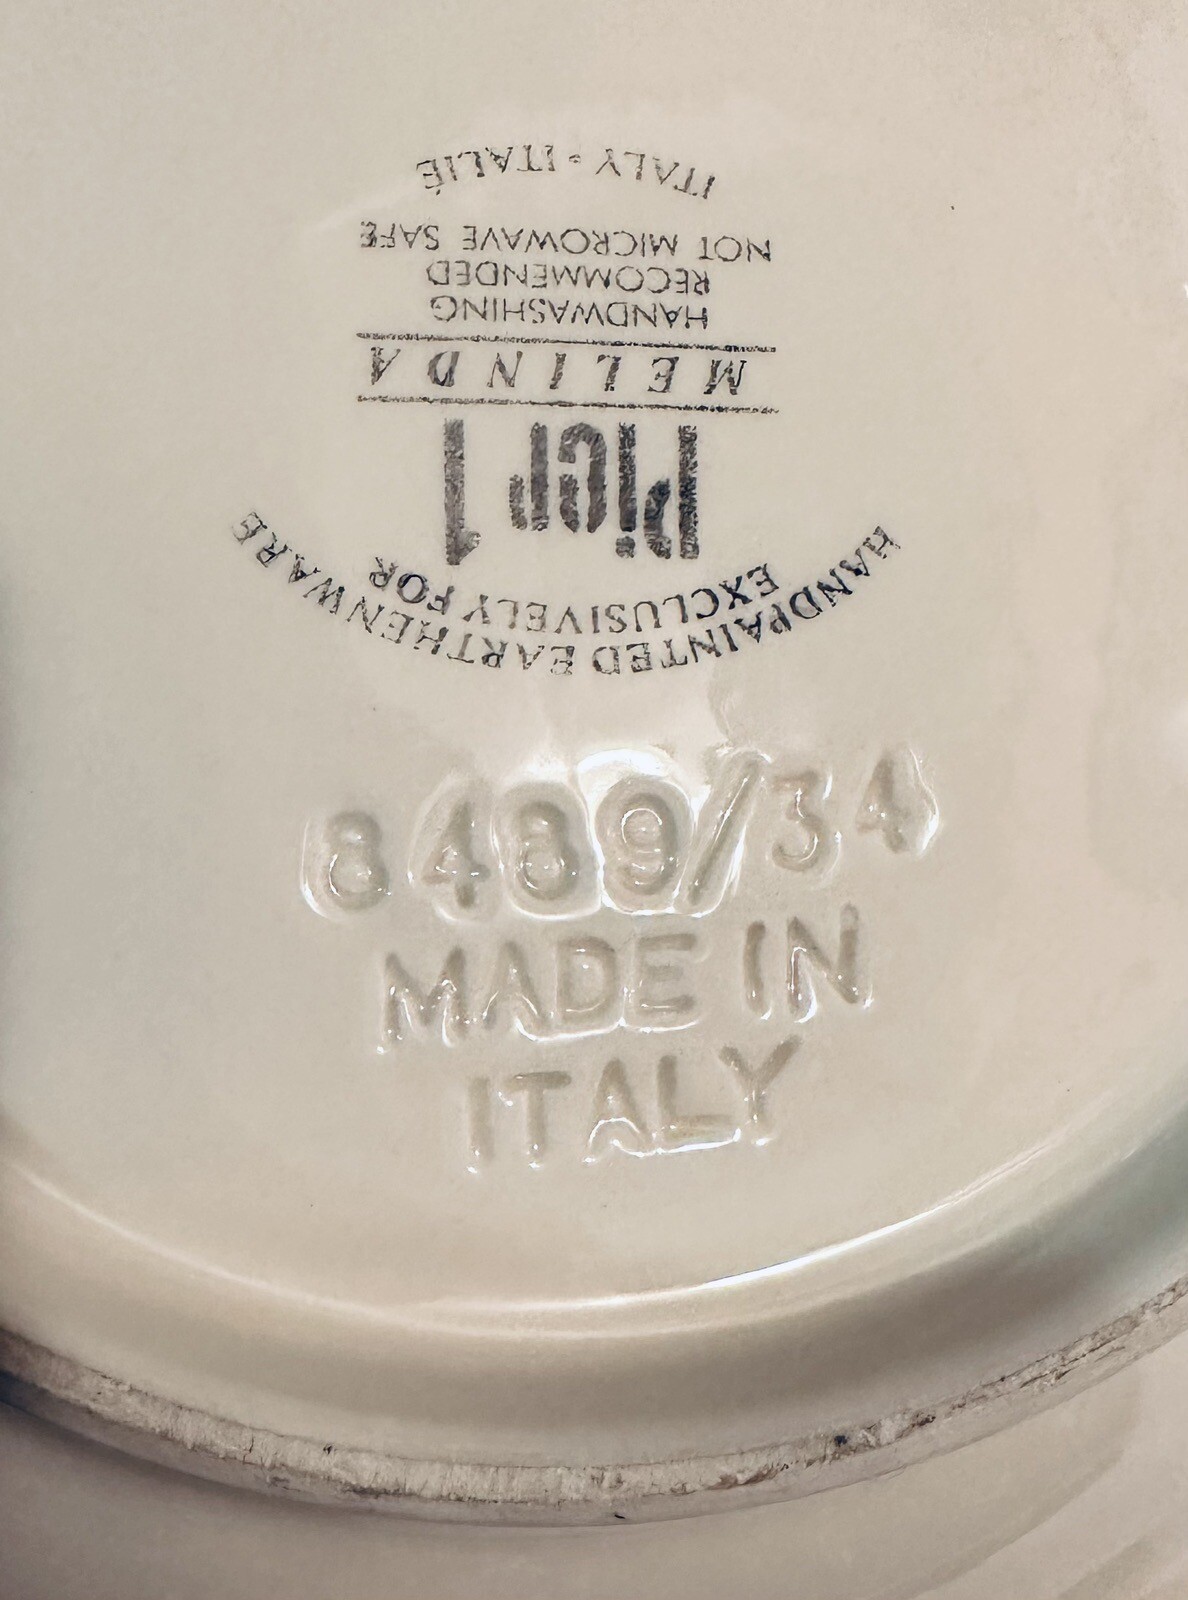 HANDPAINTED EARTHENWARE
EXCLUSIVELY FOR
Pier 1
MELINDA
HANDWASHING
RECOMMENDED
NOT MICROWAVE SAFE
ITALY • ITALIE
8489/34
MADE IN
ITALY